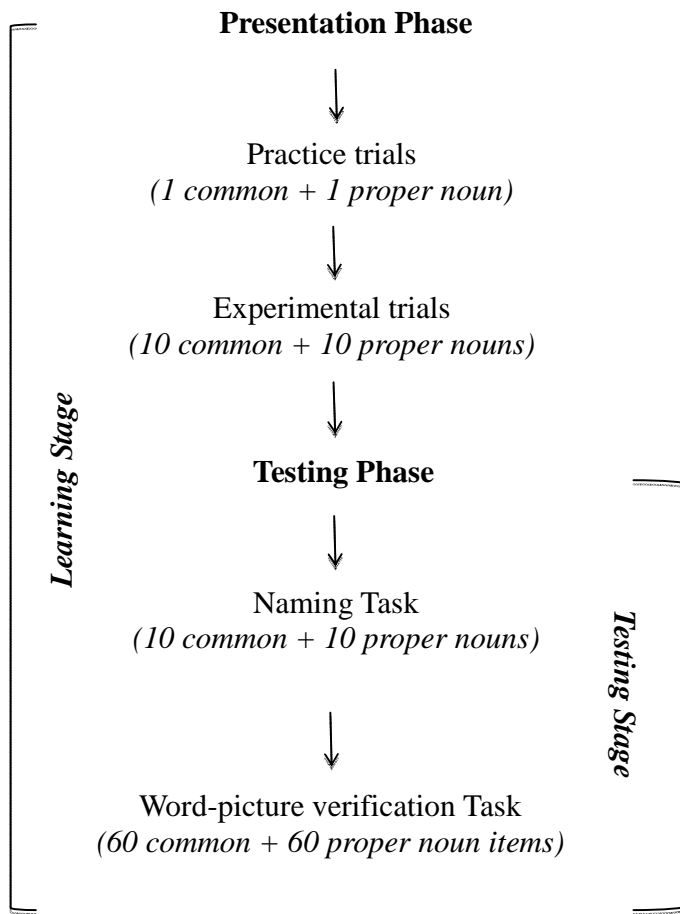 Presentation Phase
Practice trials
(1 common + 1 proper noun)
Experimental trials
(10 common + 10 proper nouns)
Learning Stage
Testing Phase
Naming Task
(10 common + 10 proper nouns)
Testing Stage
Word-picture verification Task
(60 common + 60 proper noun items)